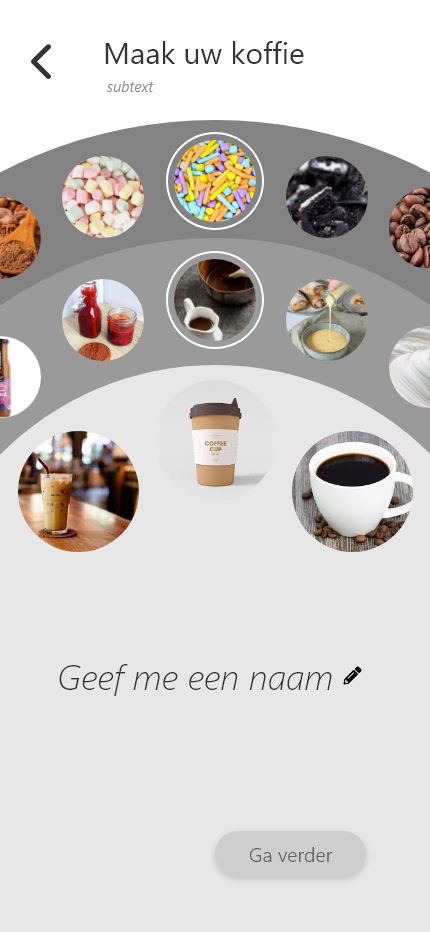 Maak uw koffie
subtext
COFFEE
CUP
Geef me een naam
Ga verder